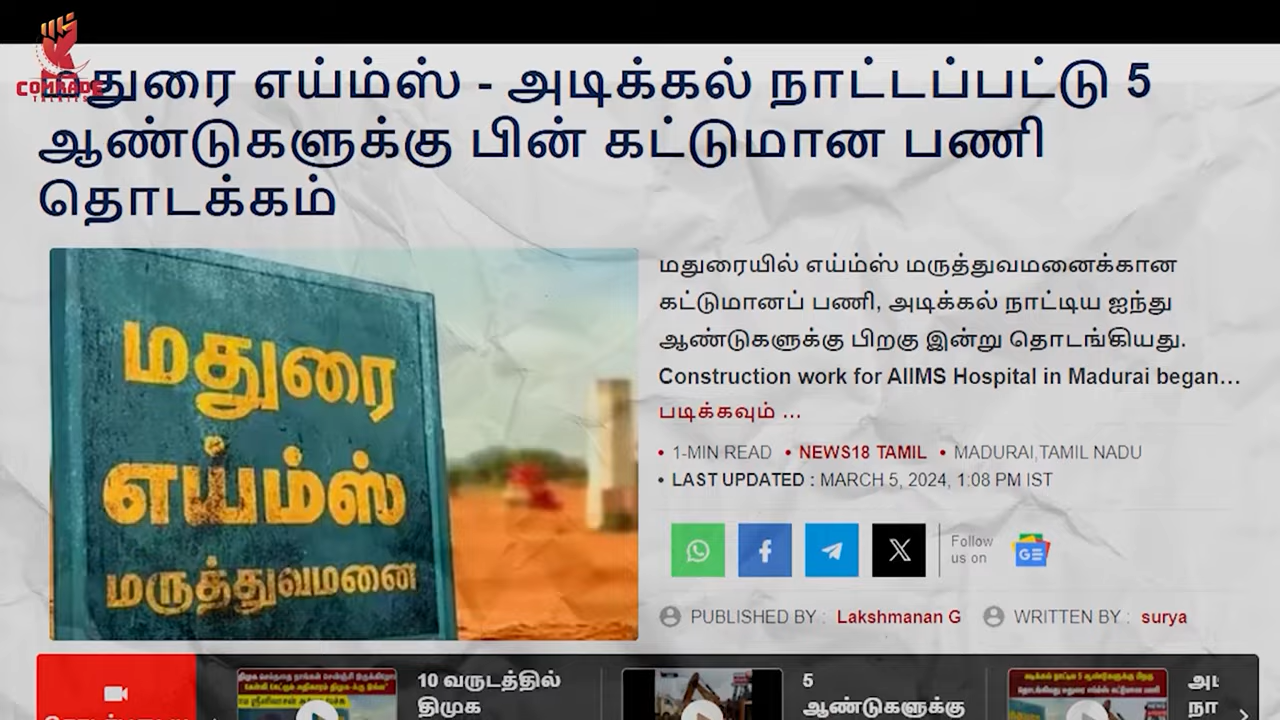 COMRADE
TALKIES
மதுரை எய்ம்ஸ் - அடிக்கல் நாட்டப்பட்டு 5
ஆண்டுகளுக்கு பின் கட்டுமான பணி
தொடக்கம்
மதுரை
எய்ம்ஸ்
மருத்துவமனை
மதுரையில் எய்ம்ஸ் மருத்துவமனைக்கான
கட்டுமானப் பணி, அடிக்கல் நாட்டிய ஐந்து
ஆண்டுகளுக்கு பிறகு இன்று தொடங்கியது.
Construction work for AIIMS Hospital in Madurai began...
படிக்கவும் ...
• 1-MIN READ • NEWS18 TAMIL • MADURAI,TAMIL NADU
• LAST UPDATED : MARCH 5, 2024, 1:08 PM IST
Follow
us on
PUBLISHED BY : Lakshmanan G WRITTEN BY : surya
10 வருடத்தில்
திமுக
5
ஆண்டுகளுக்கு